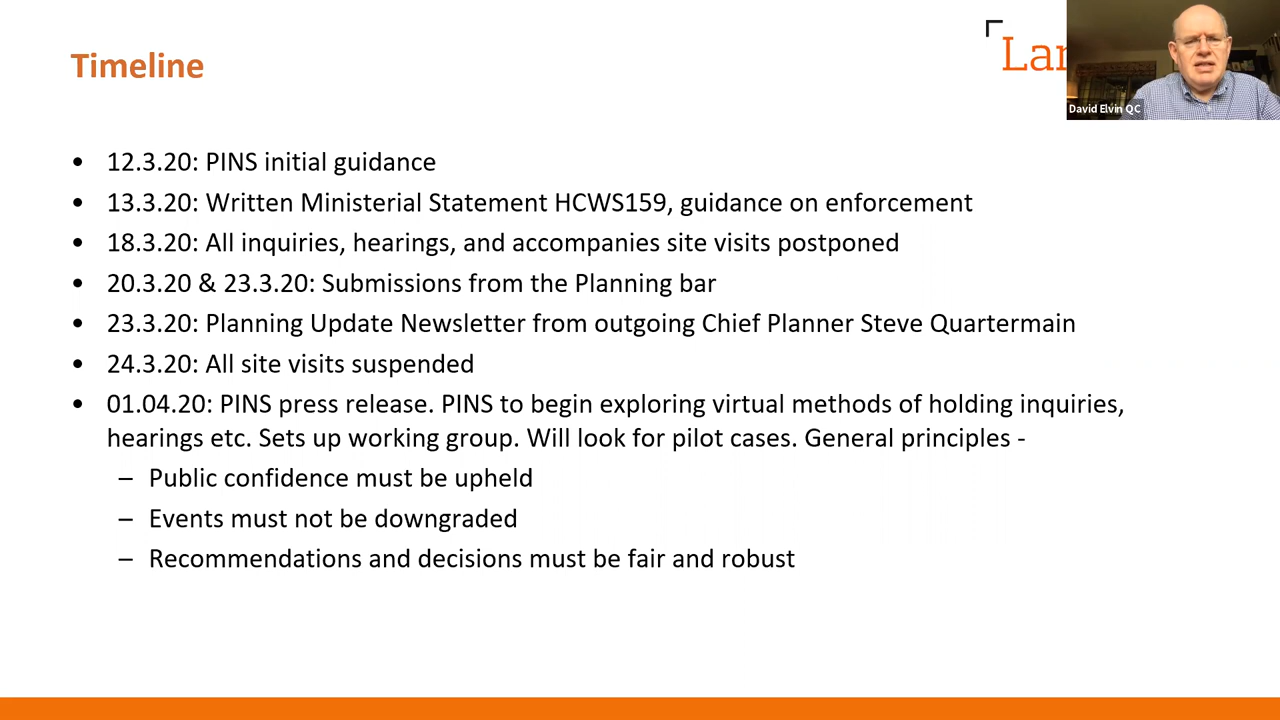 Timeline
Lar
David Elvin QC
• 12.3.20: PINS initial guidance
• 13.3.20: Written Ministerial Statement HCWS159, guidance on enforcement
• 18.3.20: All inquiries, hearings, and accompanies site visits postponed
• 20.3.20 & 23.3.20: Submissions from the Planning bar
• 23.3.20: Planning Update Newsletter from outgoing Chief Planner Steve Quartermain
• 24.3.20: All site visits suspended
• 01.04.20: PINS press release. PINS to begin exploring virtual methods of holding inquiries,
hearings etc. Sets up working group. Will look for pilot cases. General principles -
– Public confidence must be upheld
– Events must not be downgraded
– Recommendations and decisions must be fair and robust